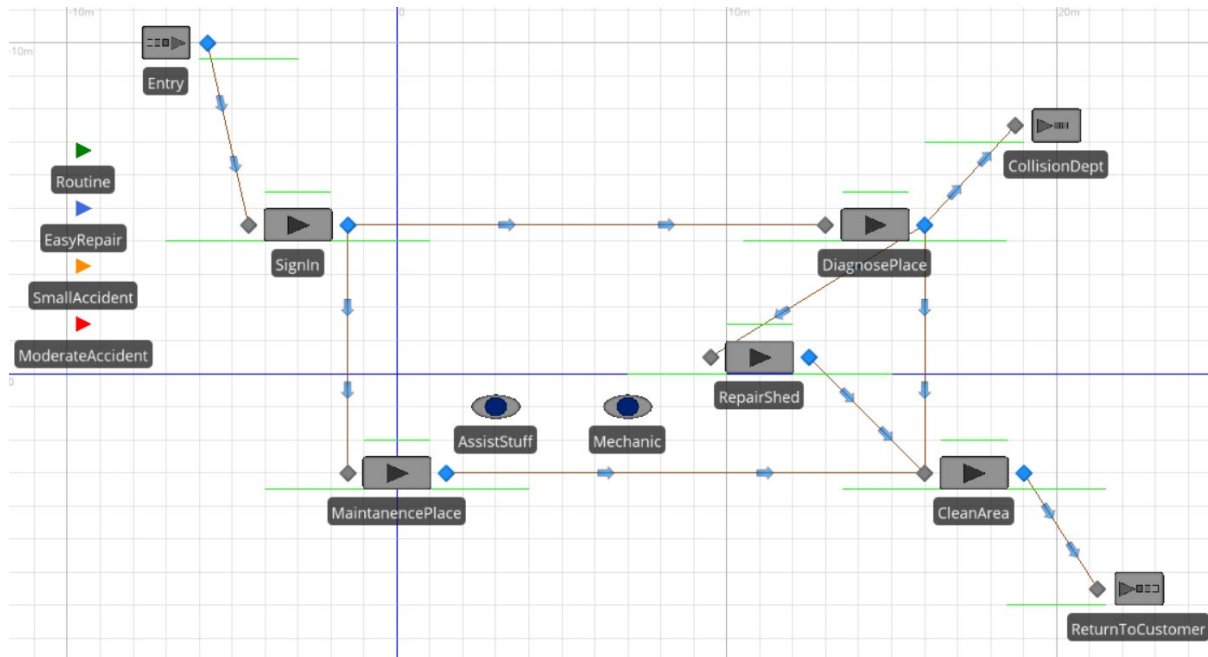 -10m
0
10m
20m
-10m
Entry
CollisionDept
Routine
EasyRepair
SignIn
DiagnosePlace
SmallAccident
ModerateAccident
0
RepairShed
AssistStuff
Mechanic
MaintanencePlace
CleanArea
ReturnToCustomer